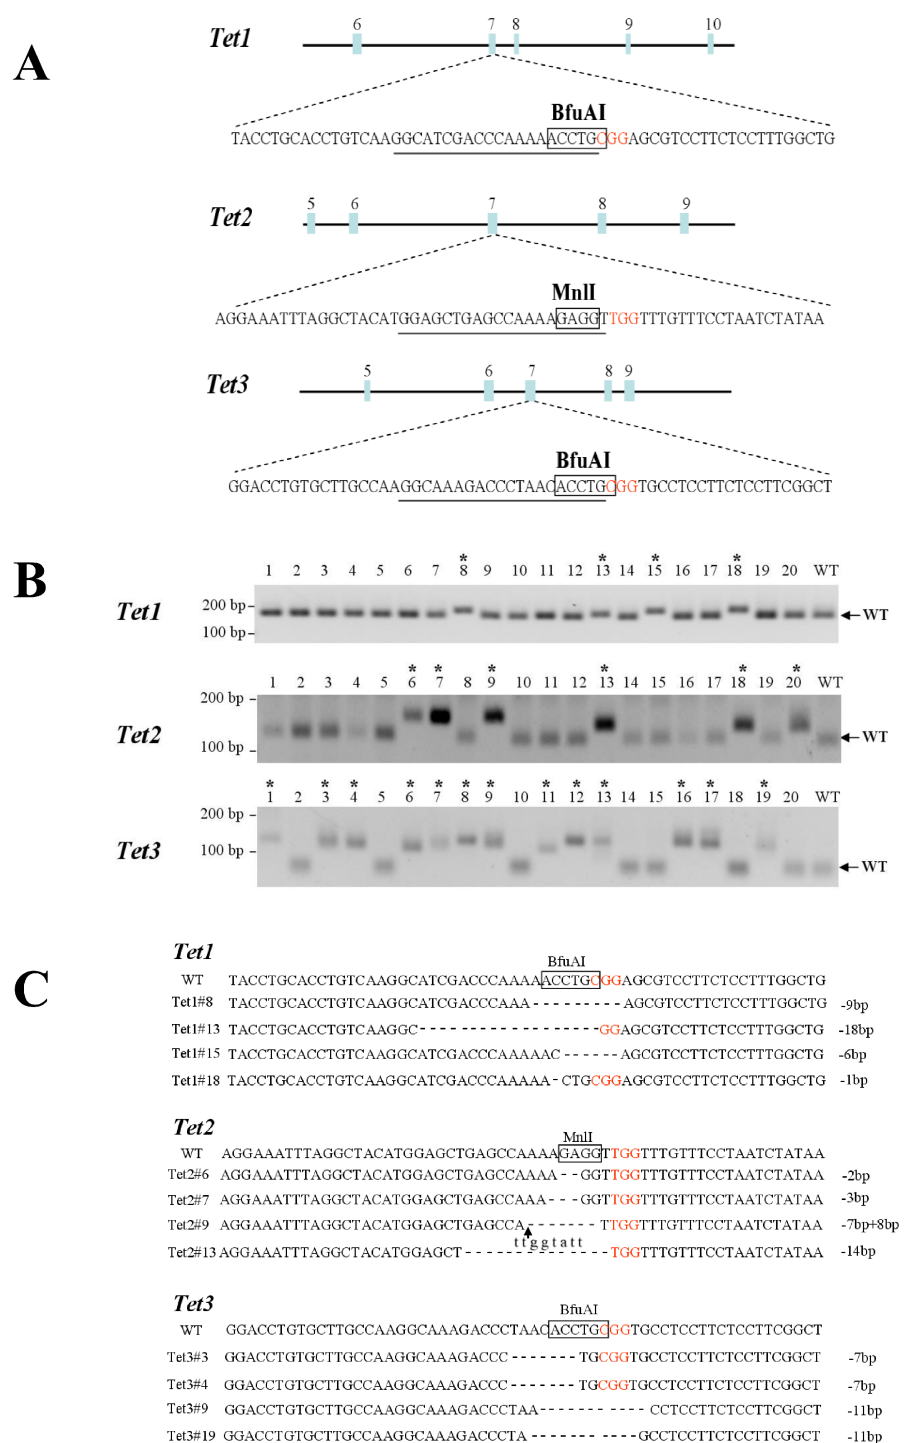 A
Tet1
6 7 8 9 10
BfuAI
TACCTGCACCTGTCAAGGCATCGACCCAAAAACCTGCGGAGCGTCCTTCTCCTTTGGCTG
Tet2
5 6 7 8 9
MnlI
AGGAAATTTAGGCTACATGGAGCTGAGCCAAAAGAGGTTGGTTTGTTTCCTAATCTATAA
Tet3
5 6 7 8 9
BfuAI
GGACCTGTGCTTGCCAAGGCAAAGACCCTAACACCTGCGGTGCCTCCTTCTCCTTCGGCT
B
* * * *
1 2 3 4 5 6 7 8 9 10 11 12 13 14 15 16 17 18 19 20 WT
Tet1
200 bp
100 bp
WT
* * * * * *
1 2 3 4 5 6 7 8 9 10 11 12 13 14 15 16 17 18 19 20 WT
200 bp
Tet2
100 bp
WT
* * * * * * * * * * * * *
1 2 3 4 5 6 7 8 9 10 11 12 13 14 15 16 17 18 19 20 WT
200 bp
Tet3
100 bp
WT
C
Tet1
BfuAI
WT TACCTGCACCTGTCAAGGCATCGACCCAAAAACCTGCGGAGCGTCCTTCTCCTTTGGCTG
Tet1#8 TACCTGCACCTGTCAAGGCATCGACCCAAA---------AGCGTCCTTCTCCTTTGGCTG -9bp
Tet1#13 TACCTGCACCTGTCAAGGC------------------GGAGCGTCCTTCTCCTTTGGCTG -18bp
Tet1#15 TACCTGCACCTGTCAAGGCATCGACCCAAAAAC------AGCGTCCTTCTCCTTTGGCTG -6bp
Tet1#18 TACCTGCACCTGTCAAGGCATCGACCCAAAAA-CTGCGGAGCGTCCTTCTCCTTTGGCTG -1bp
Tet2
MnlI
WT AGGAAATTTAGGCTACATGGAGCTGAGCCAAAAGAGGTTGGTTTGTTTCCTAATCTATAA
Tet2#6 AGGAAATTTAGGCTACATGGAGCTGAGCCAAAA--GGTTGGTTTGTTTCCTAATCTATAA -2bp
Tet2#7 AGGAAATTTAGGCTACATGGAGCTGAGCCAAA---GGTTGGTTTGTTTCCTAATCTATAA -3bp
Tet2#9 AGGAAATTTAGGCTACATGGAGCTGAGCCA-------TTGGTTTGTTTCCTAATCTATAA -7bp+8bp
ttggtatt
Tet2#13 AGGAAATTTAGGCTACATGGAGCT--------------TGGTTTGTTTCCTAATCTATAA -14bp
Tet3
BfuAI
WT GGACCTGTGCTTGCCAAGGCAAAGACCCTAACACCTGCGGTGCCTCCTTCTCCTTCGGCT
Tet3#3 GGACCTGTGCTTGCCAAGGCAAAGACCC-------TGCGGTGCCTCCTTCTCCTTCGGCT -7bp
Tet3#4 GGACCTGTGCTTGCCAAGGCAAAGACCC-------TGCGGTGCCTCCTTCTCCTTCGGCT -7bp
Tet3#9 GGACCTGTGCTTGCCAAGGCAAAGACCCTAA-----------CCTCCTTCTCCTTCGGCT -11bp
Tet3#19 GGACCTGTGCTTGCCAAGGCAAAGACCCTA-----------GCCTCCTTCTCCTTCGGCT -11bp